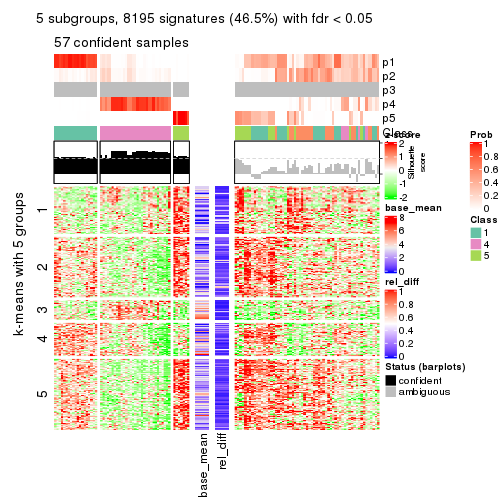 5 subgroups, 8195 signatures (46.5%) with fdr < 0.05
57 confident samples
p1
p2
p3
p4
p5
Class
k-means with 5 groups
1
2
3
4
5
base_mean
rel_diff
z-score
2
1
0
-1
-2
Silhouette
score
base_mean
8
6
4
2
0
rel_diff
1
0.8
0.6
0.4
0.2
0
Status (barplots)
confident
ambiguous
Prob
1
0.8
0.6
0.4
0.2
0
Class
1
4
5